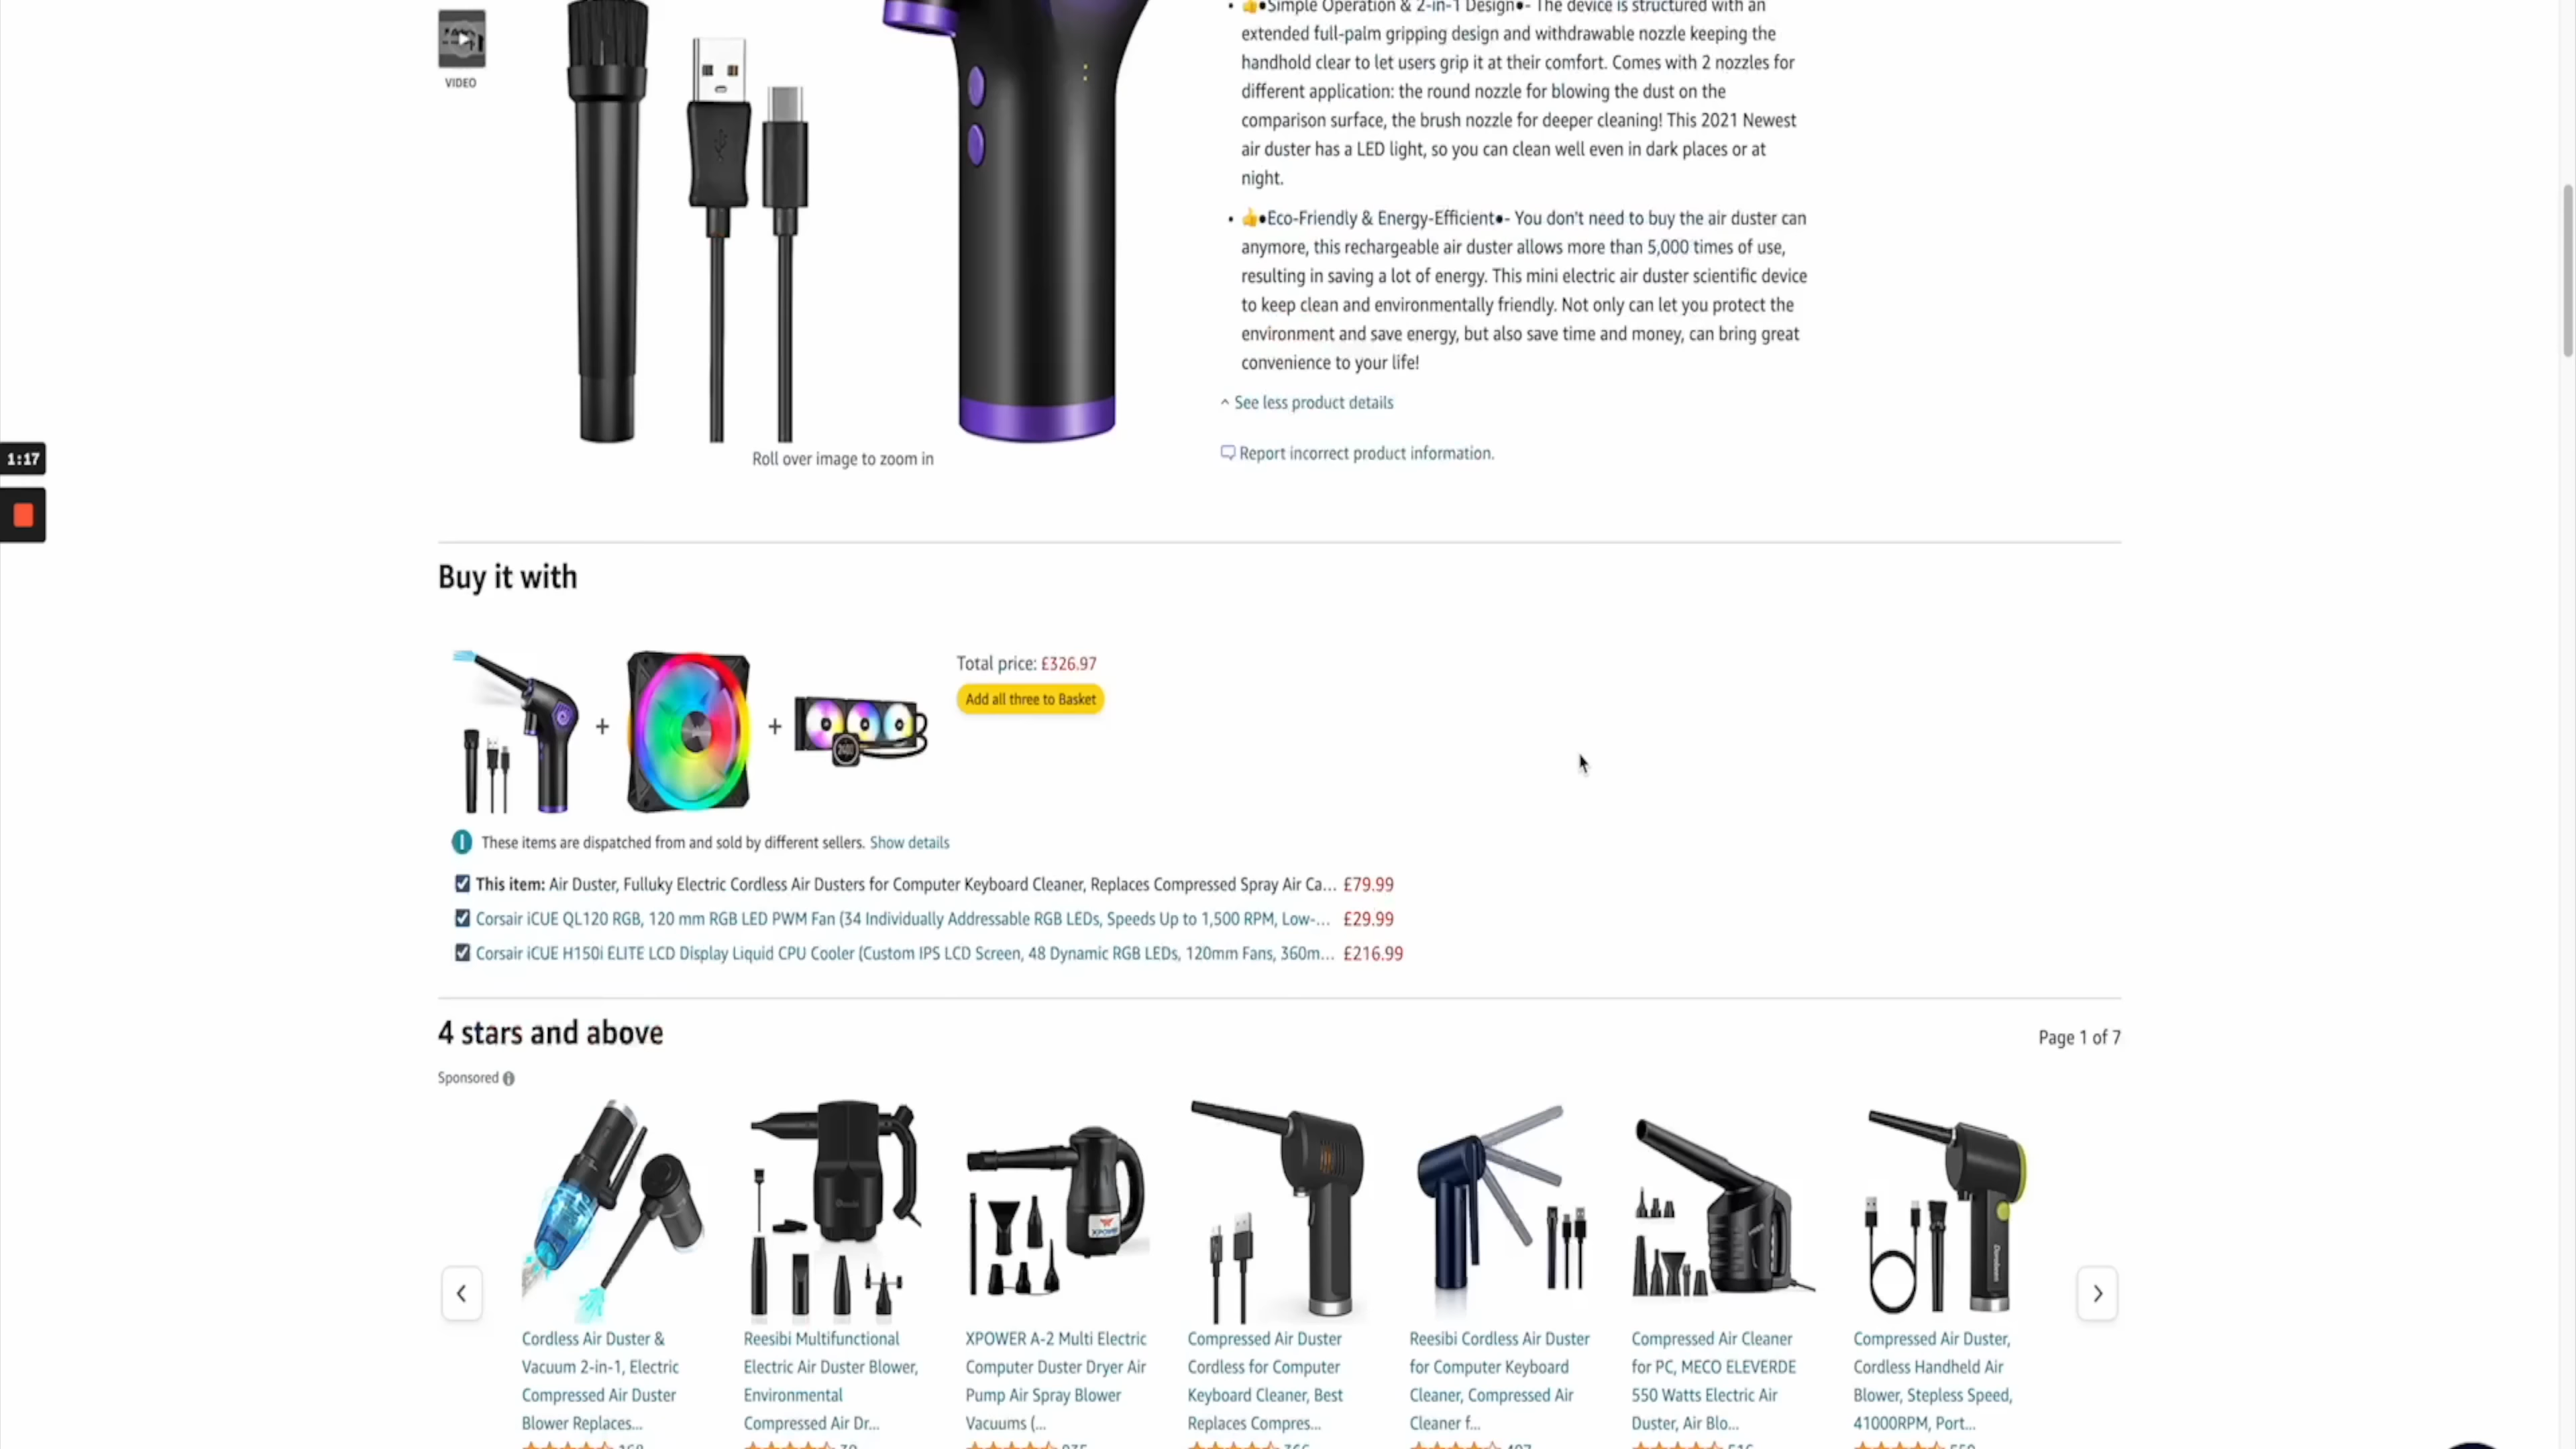 VIDEO
• 👍●Simple Operation & 2-in-1 Design●- The device is structured with an
extended full-palm gripping design and withdrawable nozzle keeping the
handhold clear to let users grip it at their comfort. Comes with 2 nozzles for
different application: the round nozzle for blowing the dust on the
comparison surface, the brush nozzle for deeper cleaning! This 2021 Newest
air duster has a LED light, so you can clean well even in dark places or at
night.
• 👍●Eco-Friendly & Energy-Efficient●- You don't need to buy the air duster can
anymore, this rechargeable air duster allows more than 5,000 times of use,
resulting in saving a lot of energy. This mini electric air duster scientific device
to keep clean and environmentally friendly. Not only can let you protect the
environment and save energy, but also save time and money, can bring great
convenience to your life!
See less product details
Report incorrect product information.
Roll over image to zoom in
1:17
Buy it with
+
+
Total price: £326.97
Add all three to Basket
These items are dispatched from and sold by different sellers. Show details
This item: Air Duster, Fulluky Electric Cordless Air Dusters for Computer Keyboard Cleaner, Replaces Compressed Spray Air Ca... £79.99
Corsair iCUE QL120 RGB, 120 mm RGB LED PWM Fan (34 Individually Addressable RGB LEDs, Speeds Up to 1,500 RPM, Low-... £29.99
Corsair iCUE H150i ELITE LCD Display Liquid CPU Cooler (Custom IPS LCD Screen, 48 Dynamic RGB LEDs, 120mm Fans, 360m... £216.99
4 stars and above
Page 1 of 7
Sponsored
XPOWER
Cordless Air Duster &
Vacuum 2-in-1, Electric
Compressed Air Duster
Blower Replaces...
Reesibi Multifunctional
Electric Air Duster Blower,
Environmental
Compressed Air Dr...
XPOWER A-2 Multi Electric
Computer Duster Dryer Air
Pump Air Spray Blower
Vacuums (...
Compressed Air Duster
Cordless for Computer
Keyboard Cleaner, Best
Replaces Compres...
Reesibi Cordless Air Duster
for Computer Keyboard
Cleaner, Compressed Air
Cleaner f...
Compressed Air Cleaner
for PC, MECO ELEVERDE
550 Watts Electric Air
Duster, Air Blo...
Compressed Air Duster,
Cordless Handheld Air
Blower, Stepless Speed,
41000RPM, Port...